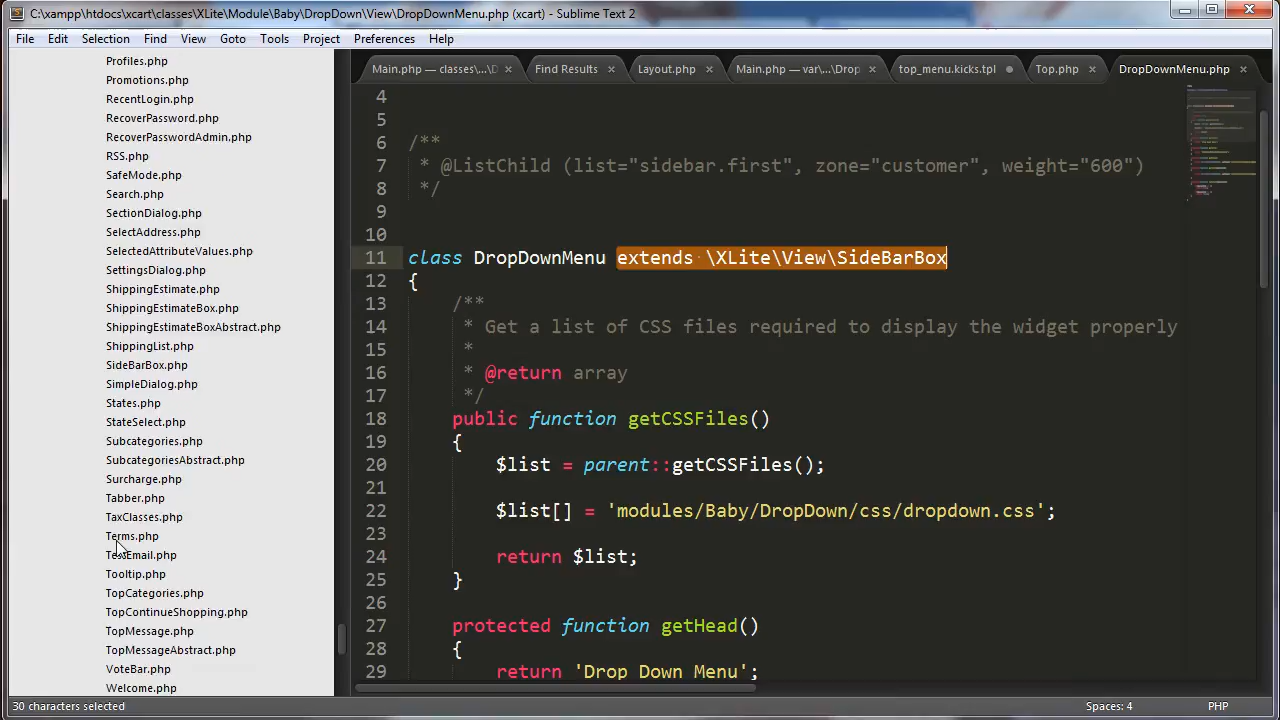 C:\xampp\htdocs\xcart\classes\XLite\Module\Baby\DropDown\View\DropDownMenu.php (xcart) - Sublime Text 2
File Edit Selection Find View Goto Tools Project Preferences Help
Main.php — classes\...\D × Find Results × Layout.php × Main.php — var\...\Drop × top_menu.kicks.tpl Top.php × DropDownMenu.php ×
Profiles.php
Promotions.php
RecentLogin.php
RecoverPassword.php
RecoverPasswordAdmin.php
RSS.php
SafeMode.php
Search.php
SectionDialog.php
SelectAddress.php
SelectedAttributeValues.php
SettingsDialog.php
ShippingEstimate.php
ShippingEstimateBox.php
ShippingEstimateBoxAbstract.php
ShippingList.php
SideBarBox.php
SimpleDialog.php
States.php
StateSelect.php
Subcategories.php
SubcategoriesAbstract.php
Surcharge.php
Tabber.php
TaxClasses.php
Terms.php
TestEmail.php
Tooltip.php
TopCategories.php
TopContinueShopping.php
TopMessage.php
TopMessageAbstract.php
VoteBar.php
Welcome.php
4
5
6 /**
7 * @ListChild (list="sidebar.first", zone="customer", weight="600")
8 */
9
10
11 class DropDownMenu extends \XLite\View\SideBarBox
12 {
13 /**
14 * Get a list of CSS files required to display the widget properly
15 *
16 * @return array
17 */
18 public function getCSSFiles()
19 {
20 $list = parent::getCSSFiles();
21
22 $list[] = 'modules/Baby/DropDown/css/dropdown.css';
23
24 return $list;
25 }
26
27 protected function getHead()
28 {
29 return 'Drop Down Menu';
30 characters selected Spaces: 4 PHP